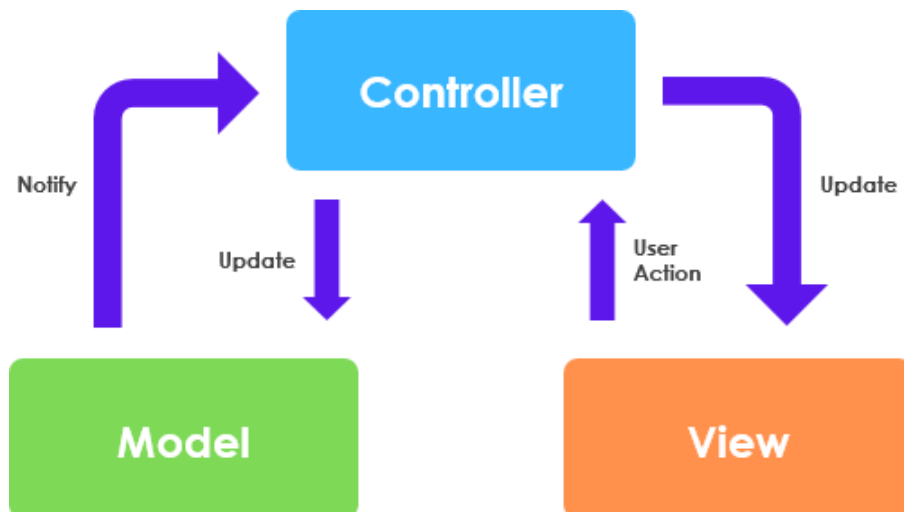 Controller
Notify
Update
Update
User
Action
Model
View